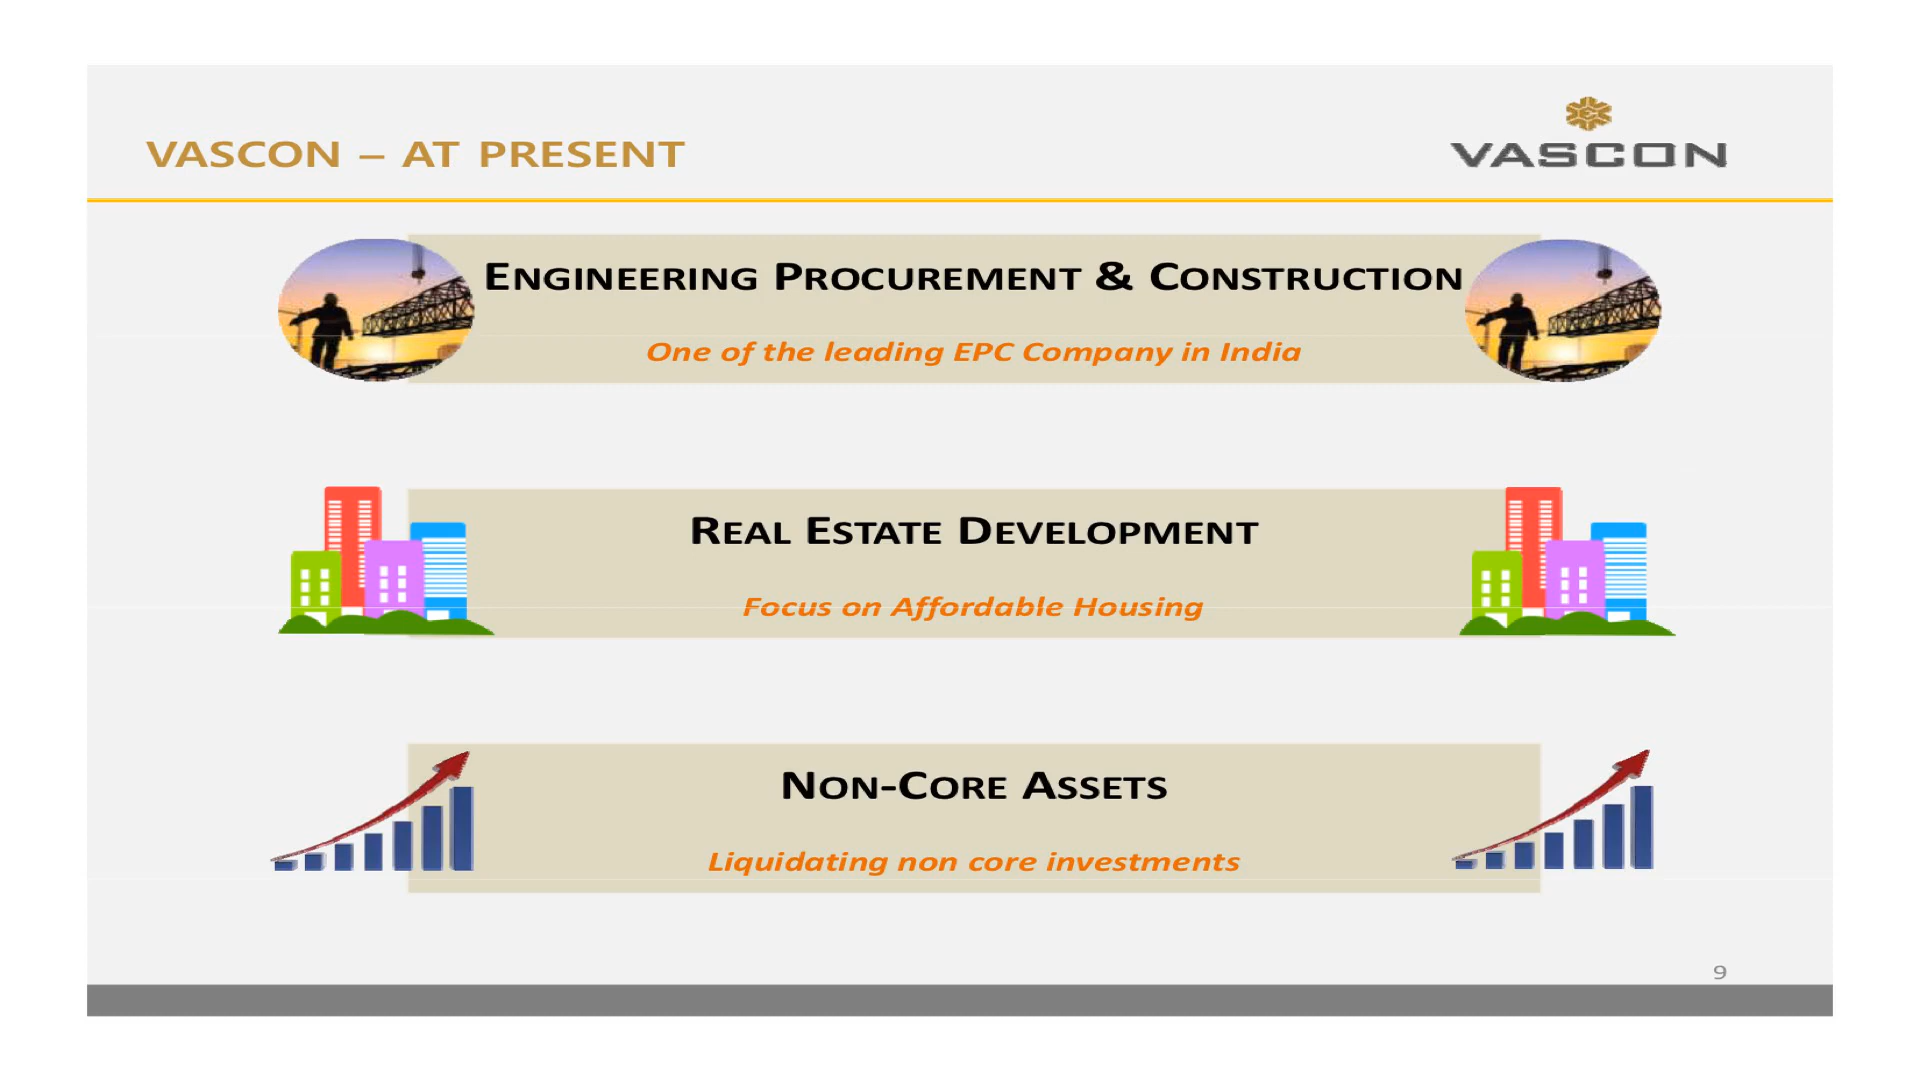 VASCON – AT PRESENT
VASCON
ENGINEERING PROCUREMENT & CONSTRUCTION
One of the leading EPC Company in India
REAL ESTATE DEVELOPMENT
Focus on Affordable Housing
NON-CORE ASSETS
Liquidating non core investments
9